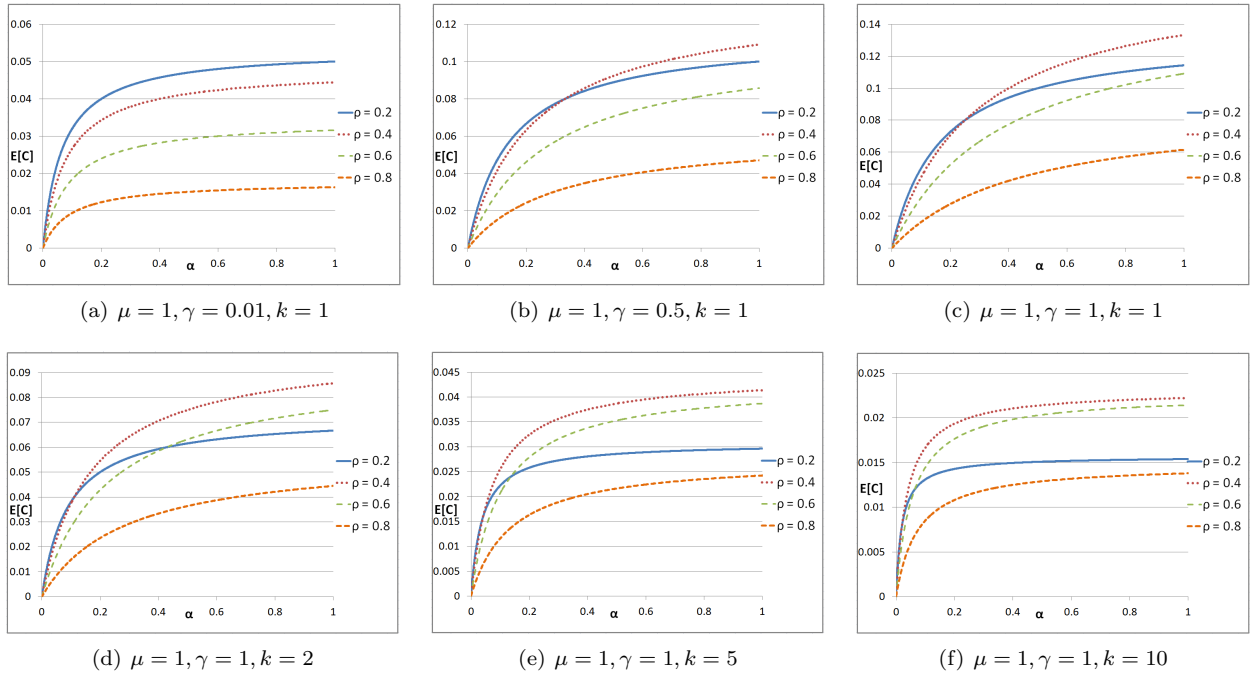 0.06
0.05
0.04
0.03
0.02
0.01
0
E[C]
0 0.2 0.4 0.6 0.8 1
α
ρ = 0.2
ρ = 0.4
ρ = 0.6
ρ = 0.8
(a) μ = 1, γ = 0.01, k = 1
0.12
0.1
0.08
0.06
0.04
0.02
0
E[C]
0 0.2 0.4 0.6 0.8 1
α
ρ = 0.2
ρ = 0.4
ρ = 0.6
ρ = 0.8
(b) μ = 1, γ = 0.5, k = 1
0.14
0.12
0.1
0.08
0.06
0.04
0.02
0
E[C]
0 0.2 0.4 0.6 0.8 1
α
ρ = 0.2
ρ = 0.4
ρ = 0.6
ρ = 0.8
(c) μ = 1, γ = 1, k = 1
0.09
0.08
0.07
0.06
0.05
0.04
0.03
0.02
0.01
0
E[C]
0 0.2 0.4 0.6 0.8 1
α
ρ = 0.2
ρ = 0.4
ρ = 0.6
ρ = 0.8
(d) μ = 1, γ = 1, k = 2
0.045
0.04
0.035
0.03
0.025
0.02
0.015
0.01
0.005
0
E[C]
0 0.2 0.4 0.6 0.8 1
α
ρ = 0.2
ρ = 0.4
ρ = 0.6
ρ = 0.8
(e) μ = 1, γ = 1, k = 5
0.025
0.02
0.015
0.01
0.005
0
E[C]
0 0.2 0.4 0.6 0.8 1
α
ρ = 0.2
ρ = 0.4
ρ = 0.6
ρ = 0.8
(f) μ = 1, γ = 1, k = 10